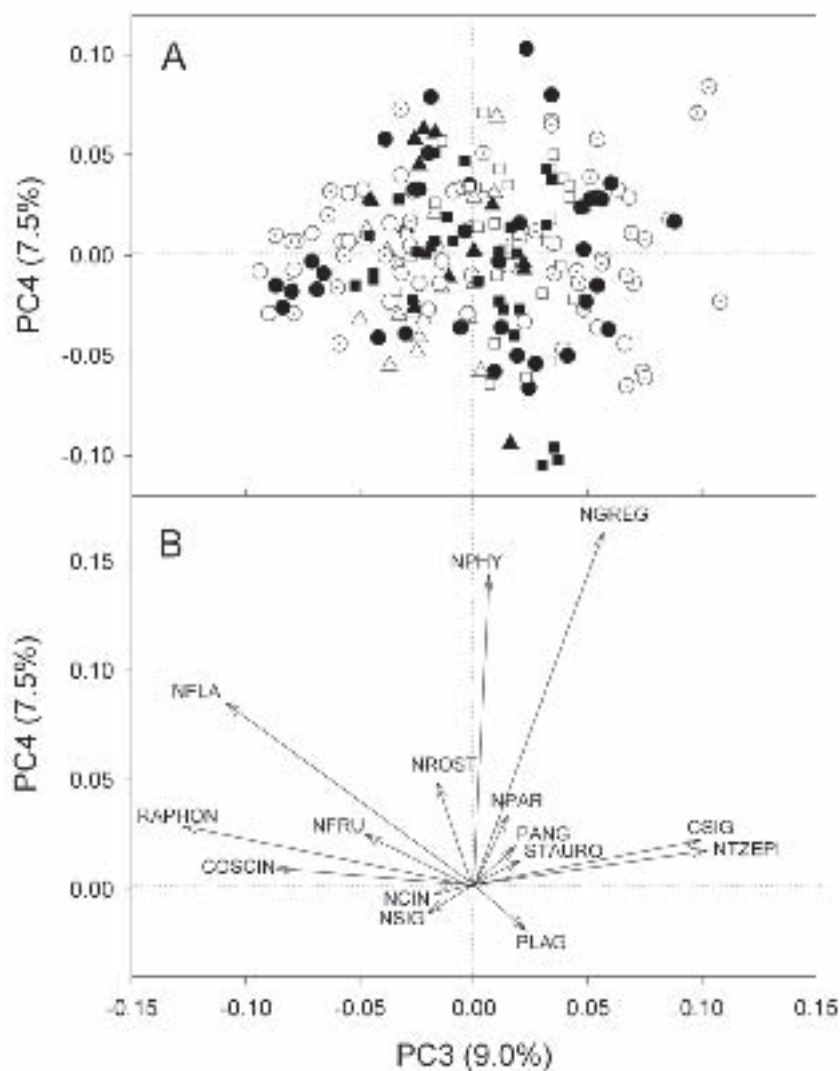 A
0.10
0.05
0.00
-0.05
-0.10
PC4 (7.5%)
B
NGREG
NPHY
0.15
0.10
0.05
0.00
PC4 (7.5%)
NFLA
NROST
NPAR
RAPHON
NFRU
PANG
CSIG
STAURO
NTZEPI
COSCIN
NCIN
NSIG
PLAG
-0.15 -0.10 -0.05 0.00 0.05 0.10 0.15
PC3 (9.0%)